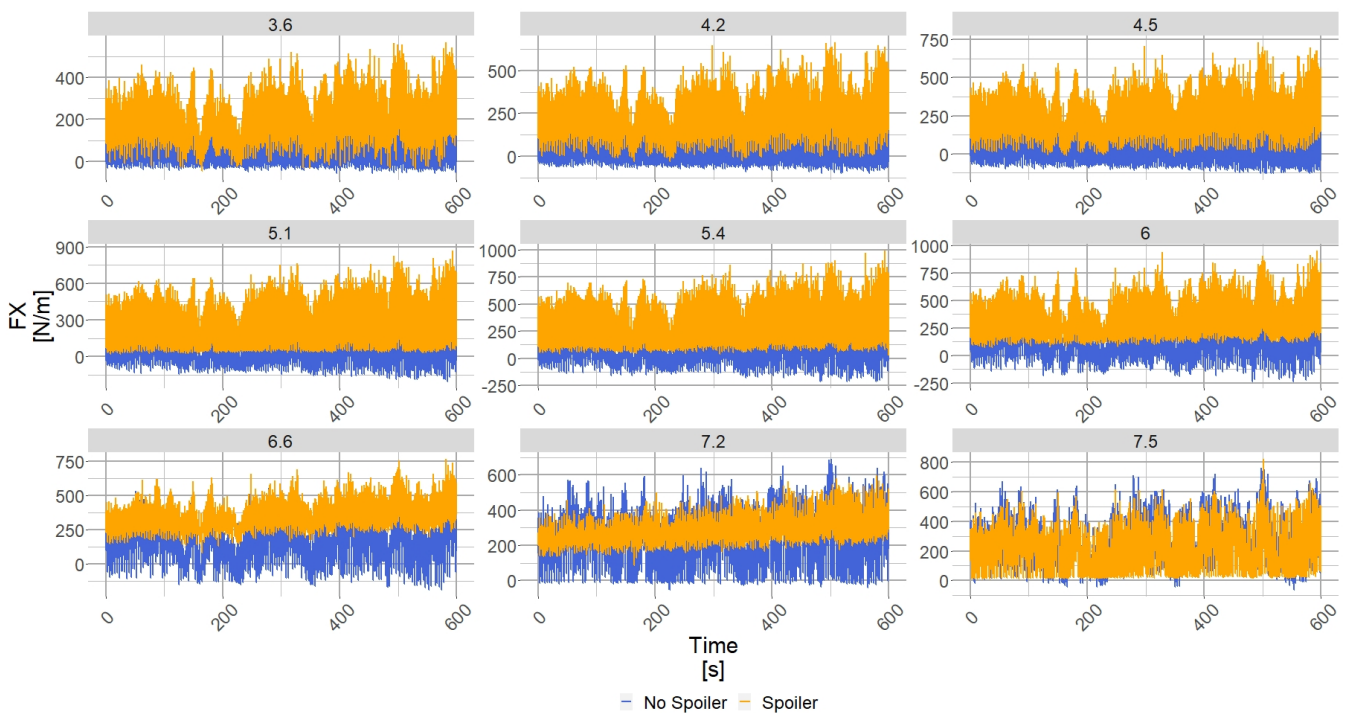 3.6 4.2 4.5
400 200 0
500 250 0
750 500 250 0
0 200 400 600 0 200 400 600 0 200 400 600
5.1 5.4 6
900 600 300 0
1000 750 500 250 0 -250
1000 750 500 250 0 -250
FX
[N/m]
0 200 400 600 0 200 400 600 0 200 400 600
6.6 7.2 7.5
750 500 250 0
600 400 200 0
800 600 400 200 0
0 200 400 600 0 200 400 600 0 200 400 600
Time
[s]
No Spoiler Spoiler